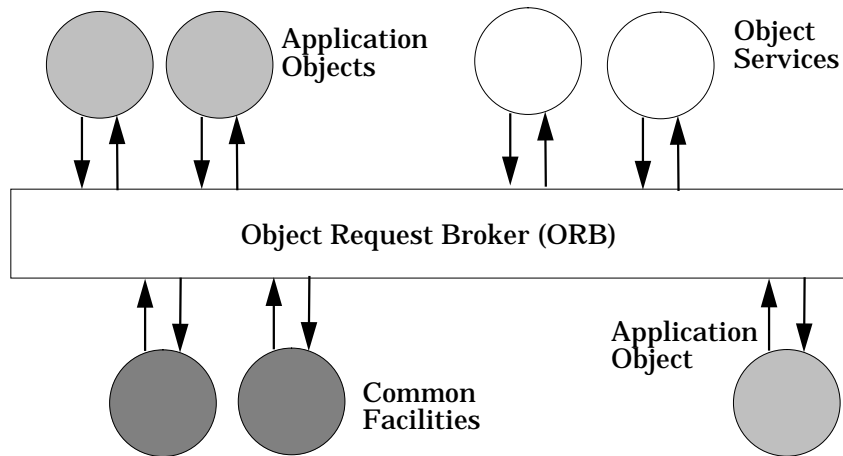 Application
Objects
Object
Services
Object Request Broker (ORB)
Application
Object
Common
Facilities